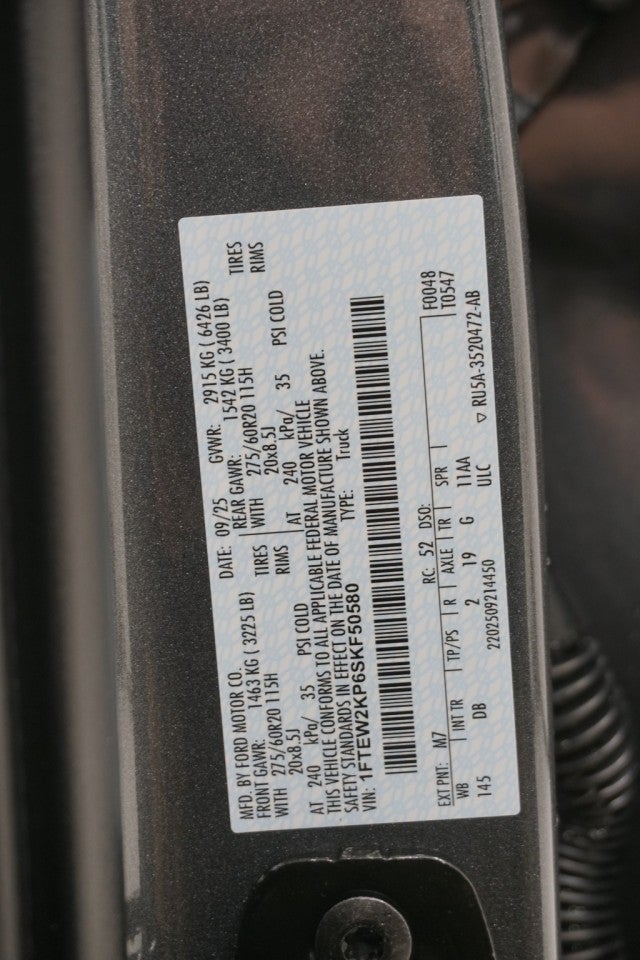 MFD. BY FORD MOTOR CO.
DATE: 09/25 GVWR: 2915 KG ( 6426 LB)
FRONT GAWR: 1463 KG ( 3225 LB) REAR GAWR: 1542 KG ( 3400 LB)
WITH 275/60R20 115H TIRES WITH 275/60R20 115H TIRES
20x8.5J RIMS 20x8.5J RIMS
AT 240 kPa/ 35 PSI COLD AT 240 kPa/ 35 PSI COLD
THIS VEHICLE CONFORMS TO ALL APPLICABLE FEDERAL MOTOR VEHICLE
SAFETY STANDARDS IN EFFECT ON THE DATE OF MANUFACTURE SHOWN ABOVE.
VIN: 1FTEW2KP6SKF50580 TYPE: Truck
F0048
EXT PNT: M7 RC: 52 DSO: T0547
WB INT TR TP/PS R AXLE TR SPR
145 DB 2 19 G 11AA
ULC
2202509214450 ▽ RU5A-3520472-AB